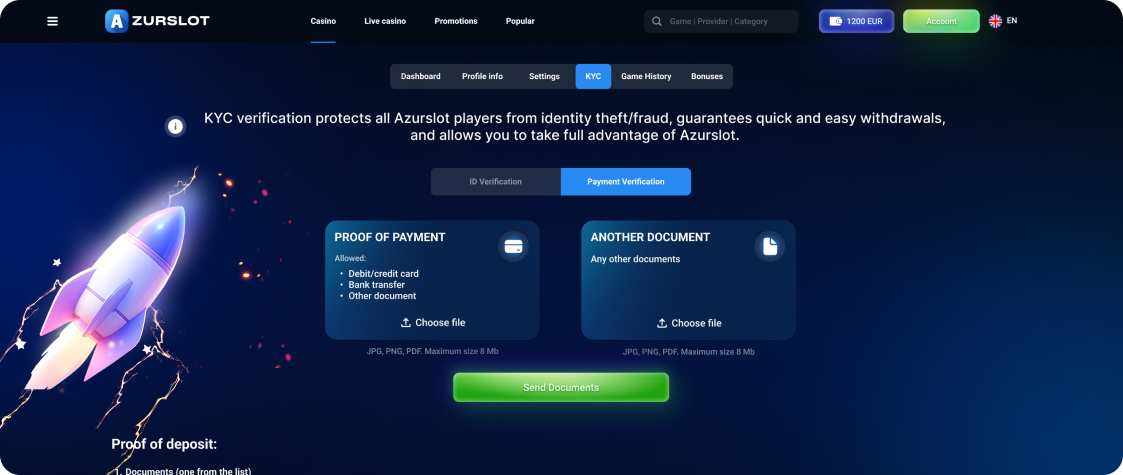 AZURSLOT
Casino
Live casino
Promotions
Popular
Game | Provider | Category
1200 EUR
Account
EN
Dashboard
Profile info
Settings
KYC
Game History
Bonuses
i
KYC verification protects all Azurslot players from identity theft/fraud, guarantees quick and easy withdrawals,
and allows you to take full advantage of Azurslot.
ID Verification
Payment Verification
PROOF OF PAYMENT
Allowed:
• Debit/credit card
• Bank transfer
• Other document
Choose file
JPG, PNG, PDF. Maximum size 8 Mb
ANOTHER DOCUMENT
Any other documents
Choose file
JPG, PNG, PDF. Maximum size 8 Mb
Send Documents
Proof of deposit:
1. Documents (one from the list)